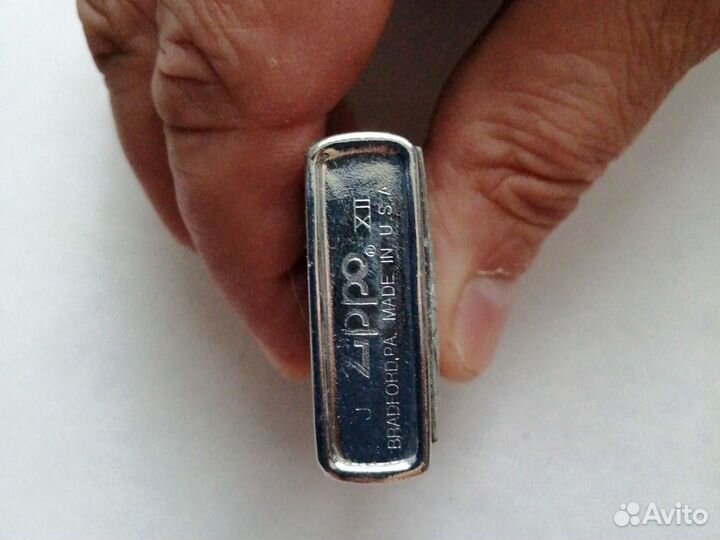 J Zippo® XII
BRADFORD,PA. MADE IN U.S.A
Avito